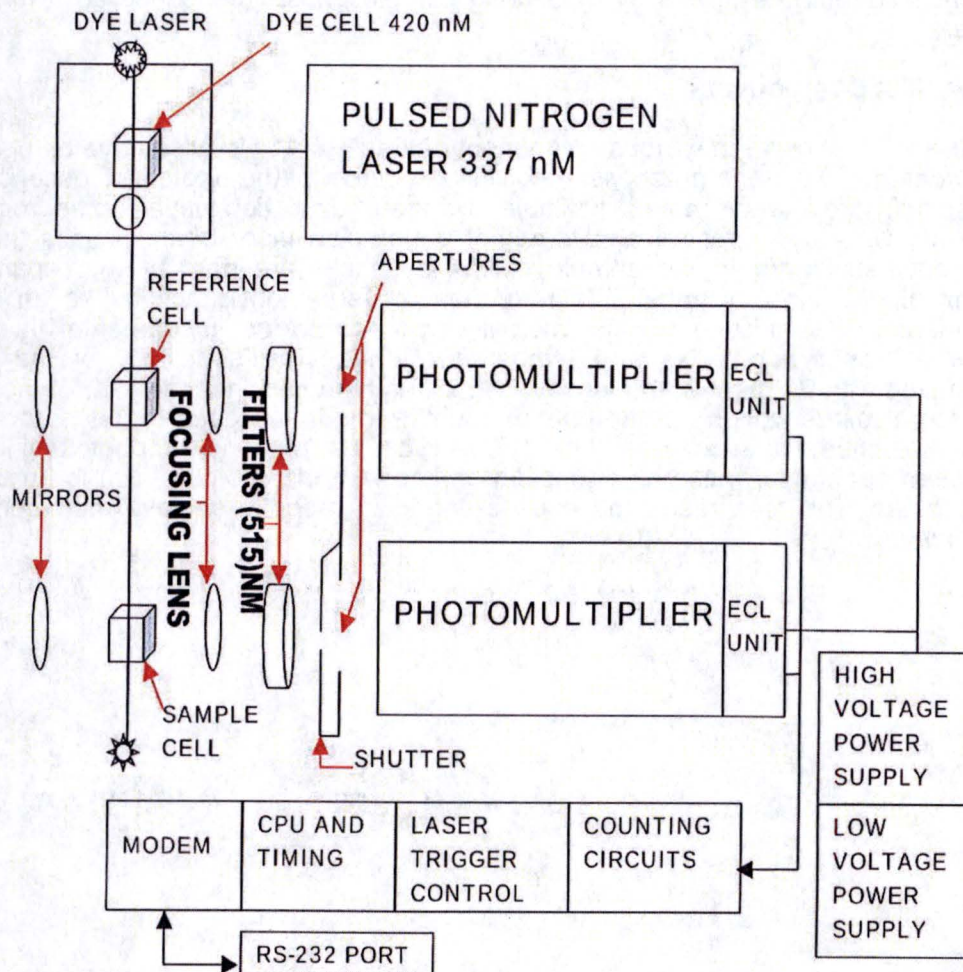 DYE LASER
DYE CELL 420 nM
PULSED NITROGEN
LASER 337 nM
APERTURES
REFERENCE
CELL
PHOTOMULTIPLIER
ECL
UNIT
FOCUSING LENS
FILTERS (515)NM
MIRRORS
PHOTOMULTIPLIER
ECL
UNIT
SAMPLE
CELL
SHUTTER
HIGH
VOLTAGE
POWER
SUPPLY
MODEM
CPU AND
TIMING
LASER
TRIGGER
CONTROL
COUNTING
CIRCUITS
LOW
VOLTAGE
POWER
SUPPLY
RS-232 PORT